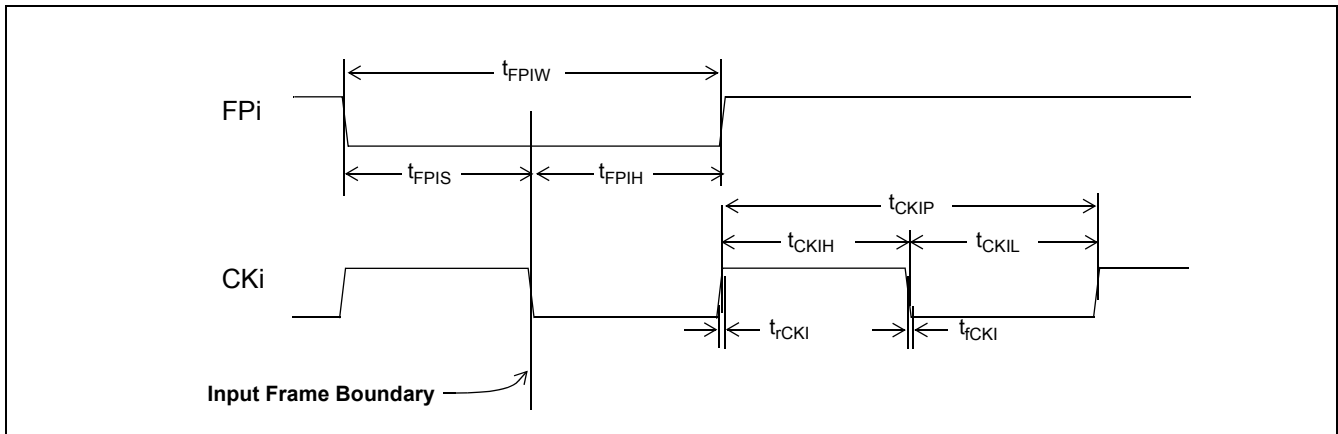 tFPIW
FPi
tFPIS
tFPIH
tCKIP
tCKIH
tCKIL
CKi
trCKI
tfCKI
Input Frame Boundary